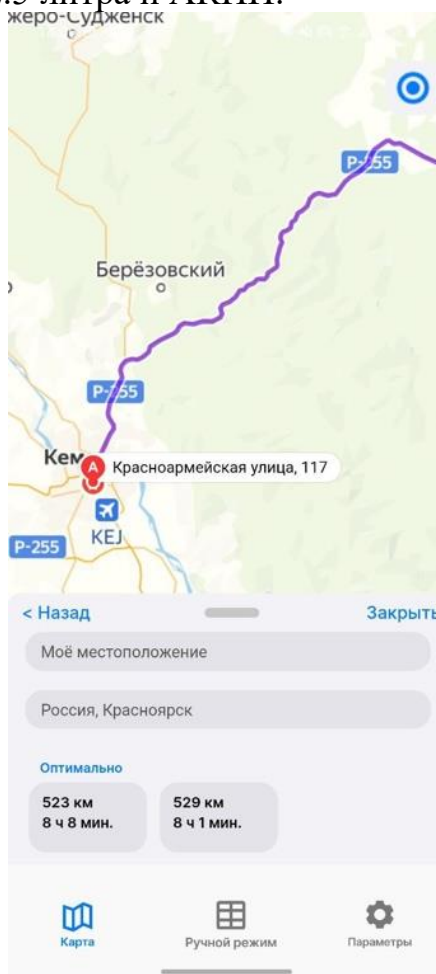 жеро-Судженск
Р-255
Берёзовский
Р-255
Кем
А
Красноармейская улица, 117
KEJ
Р-255
< Назад
Закрыть
Моё местоположение
Россия, Красноярск
Оптимально
523 км
8 ч 8 мин.
529 км
8 ч 1 мин.
Карта
Ручной режим
Параметры